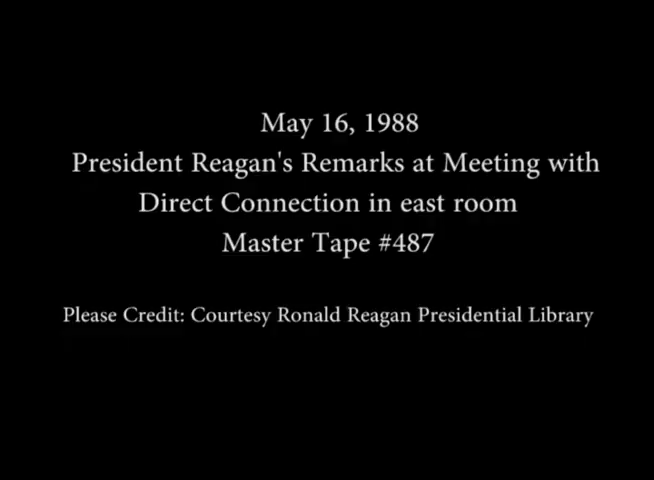 May 16, 1988
President Reagan's Remarks at Meeting with
Direct Connection in east room
Master Tape #487
Please Credit: Courtesy Ronald Reagan Presidential Library